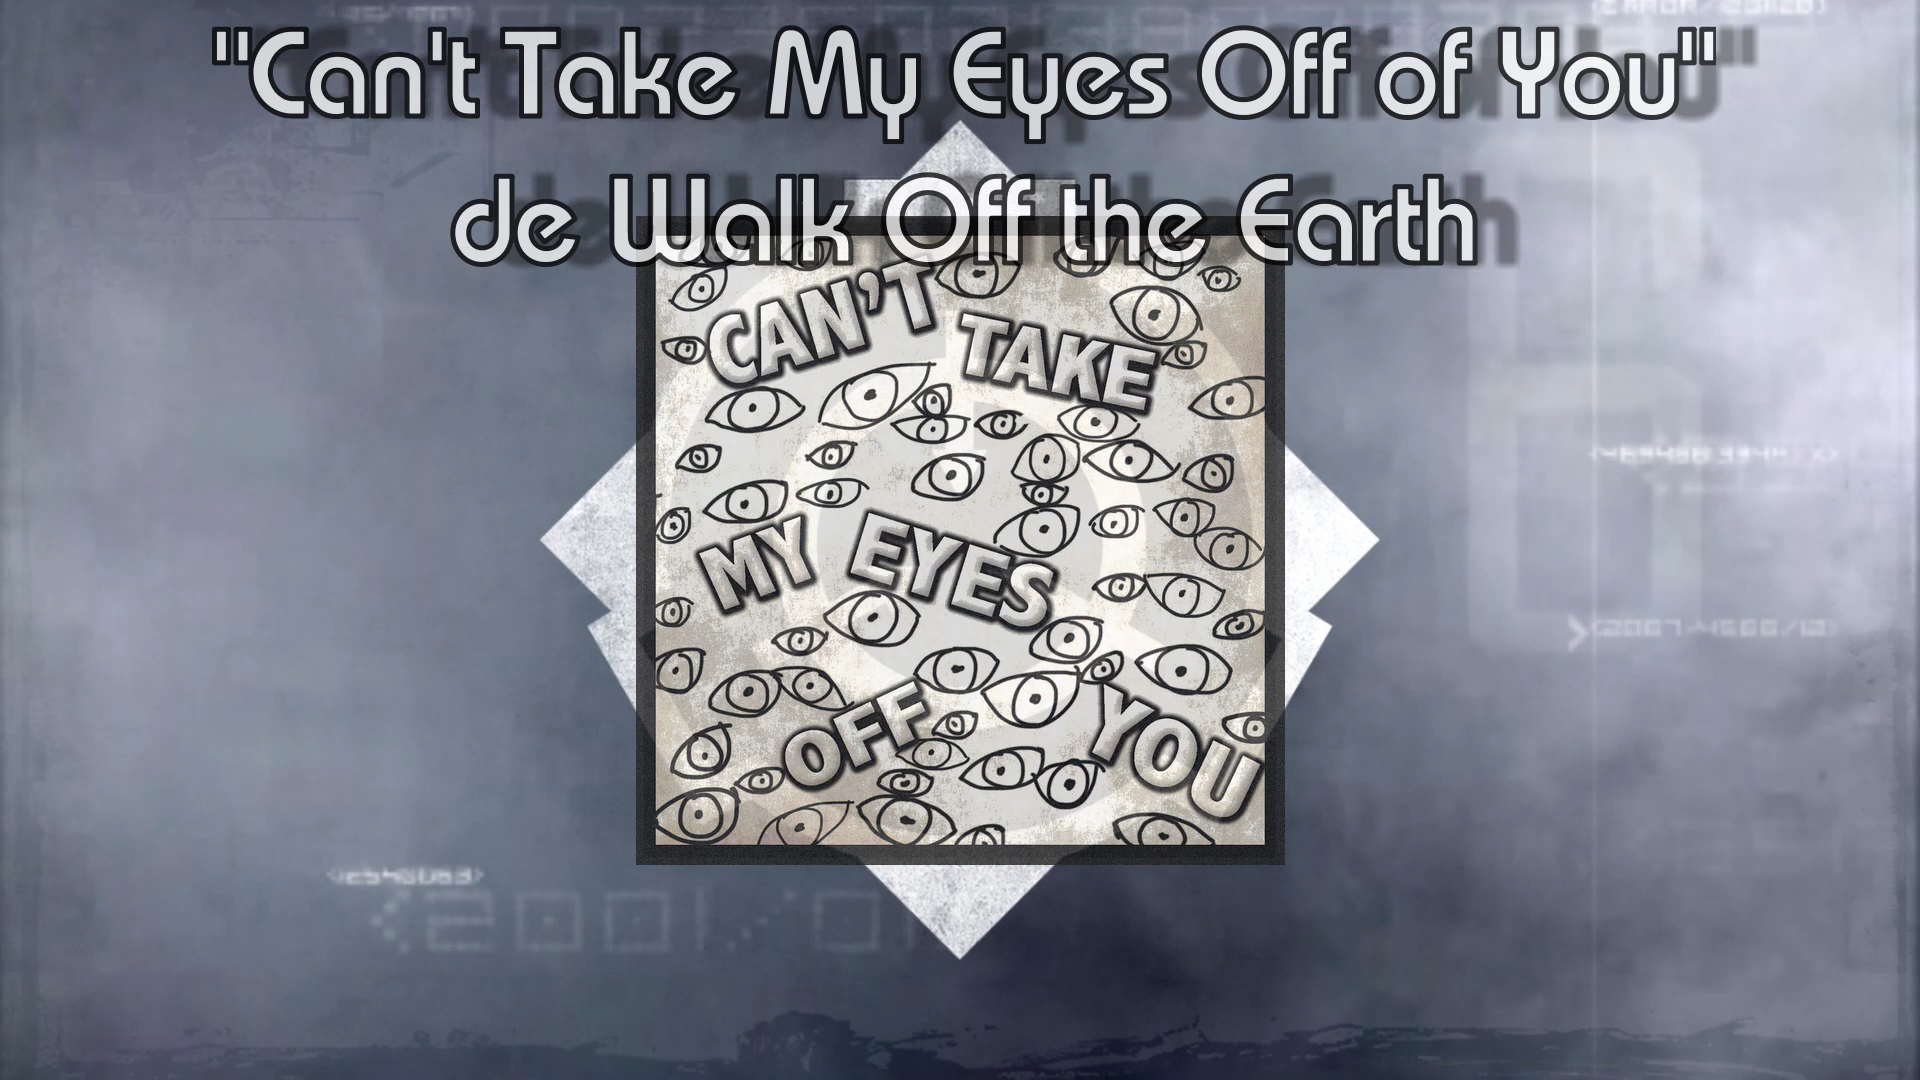 "Can't Take My Eyes Off of You"
de Walk Off the Earth
CAN'T TAKE
MY EYES
OFF YOU